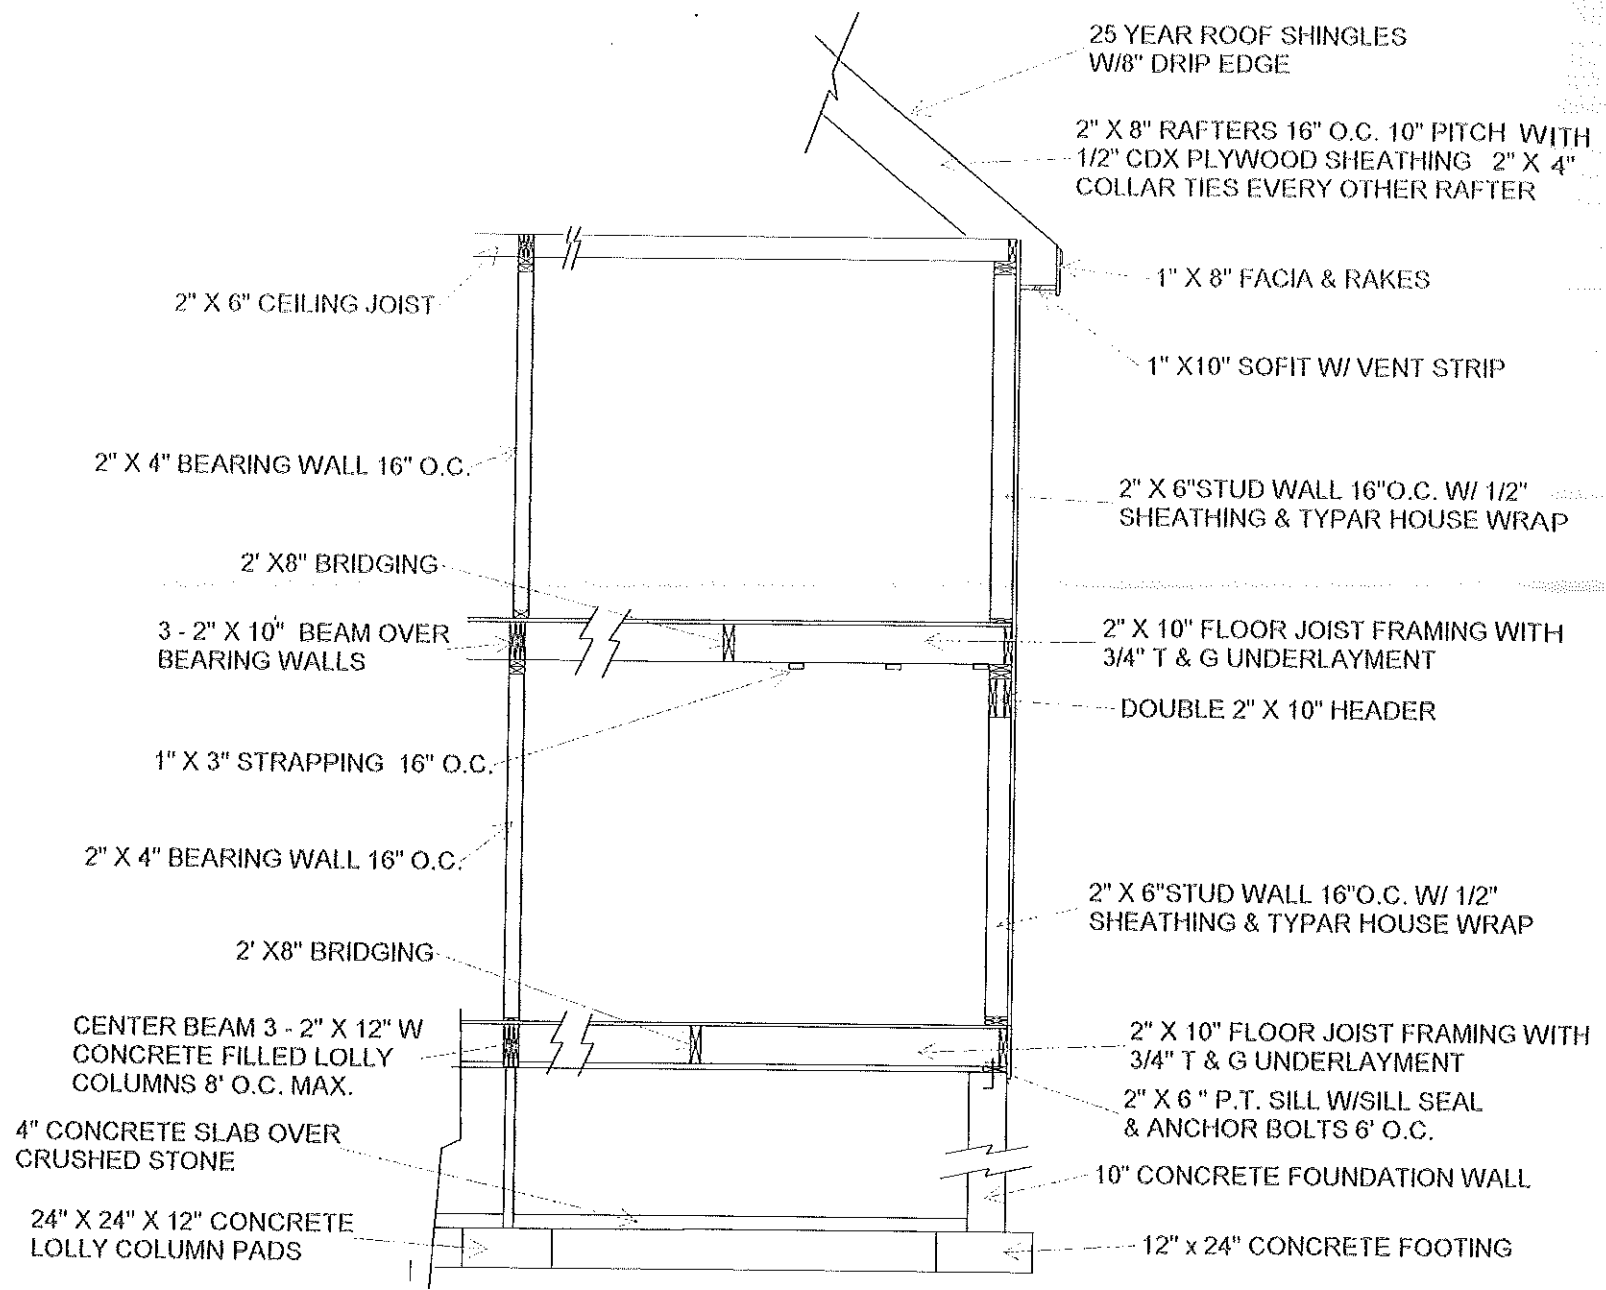 25 YEAR ROOF SHINGLES
W/8" DRIP EDGE
2" X 8" RAFTERS 16" O.C. 10" PITCH WITH
1/2" CDX PLYWOOD SHEATHING 2" X 4"
COLLAR TIES EVERY OTHER RAFTER
1" X 8" FACIA & RAKES
2" X 6" CEILING JOIST
1" X10" SOFIT W/ VENT STRIP
2" X 4" BEARING WALL 16" O.C.
2" X 6"STUD WALL 16"O.C. W/ 1/2"
SHEATHING & TYPAR HOUSE WRAP
2' X8" BRIDGING
3 - 2" X 10" BEAM OVER
BEARING WALLS
2" X 10" FLOOR JOIST FRAMING WITH
3/4" T & G UNDERLAYMENT
DOUBLE 2" X 10" HEADER
1" X 3" STRAPPING 16" O.C.
2" X 4" BEARING WALL 16" O.C.
2" X 6"STUD WALL 16"O.C. W/ 1/2"
SHEATHING & TYPAR HOUSE WRAP
2' X8" BRIDGING
CENTER BEAM 3 - 2" X 12" W
CONCRETE FILLED LOLLY
COLUMNS 8' O.C. MAX.
2" X 10" FLOOR JOIST FRAMING WITH
3/4" T & G UNDERLAYMENT
2" X 6 " P.T. SILL W/SILL SEAL
& ANCHOR BOLTS 6' O.C.
4" CONCRETE SLAB OVER
CRUSHED STONE
10" CONCRETE FOUNDATION WALL
24" X 24" X 12" CONCRETE
LOLLY COLUMN PADS
12" x 24" CONCRETE FOOTING